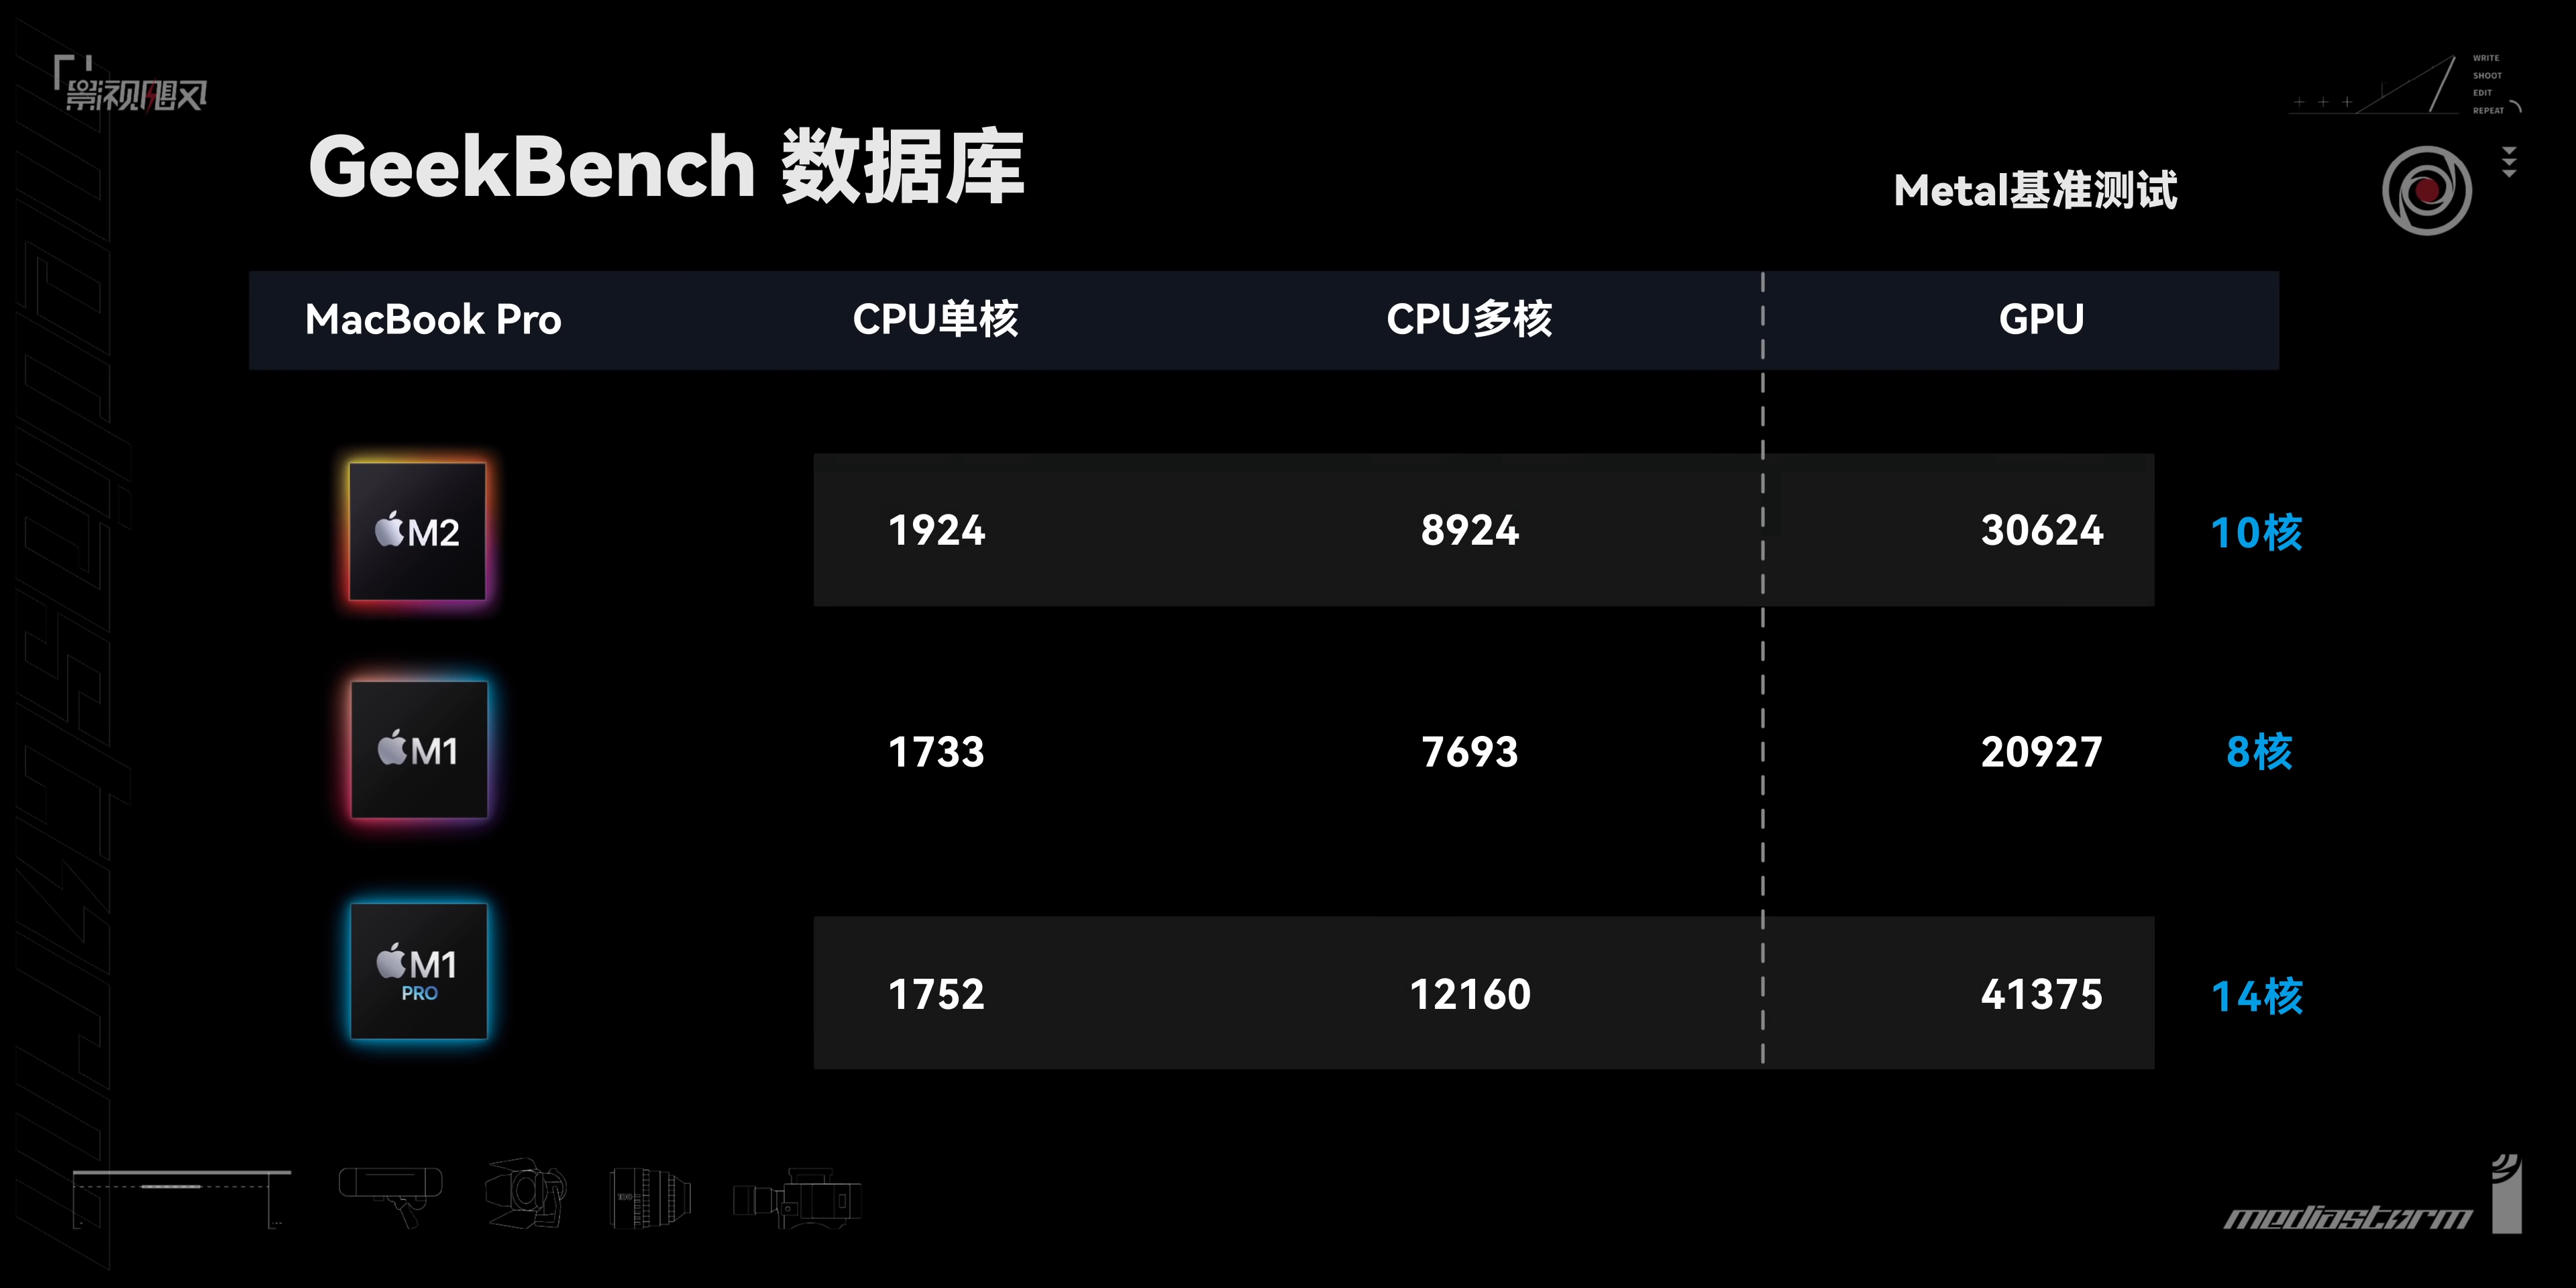 影视飓风
WRITE
SHOOT
EDIT
REPEAT
GeekBench 数据库
Metal基准测试
MacBook Pro CPU单核 CPU多核 GPU
M2 1924 8924 30624 10核
M1 1733 7693 20927 8核
M1 PRO 1752 12160 41375 14核
mediastorm